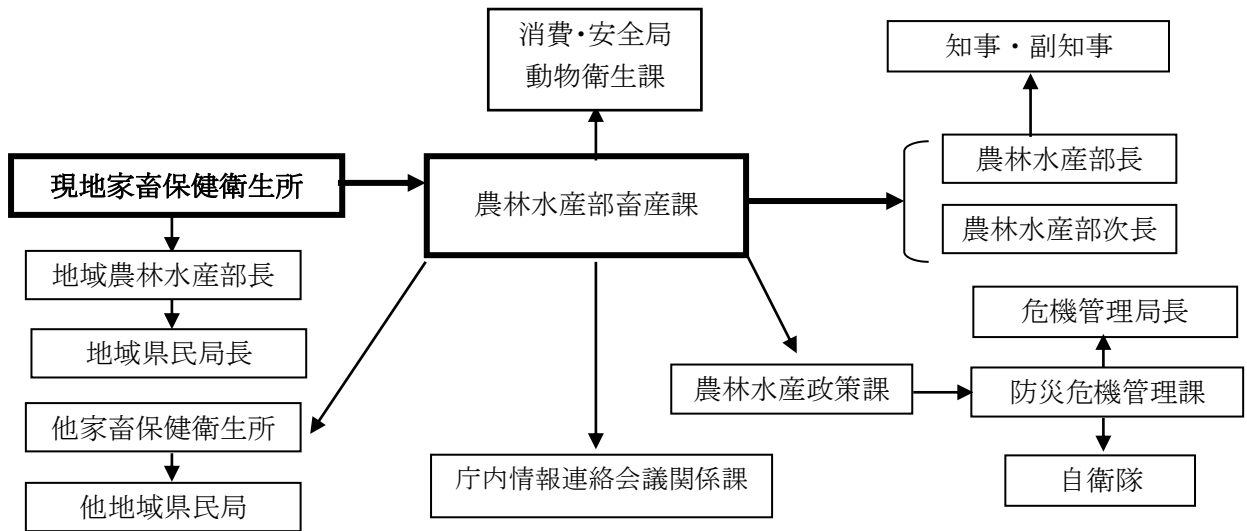 消費・安全局
動物衛生課
知事・副知事
農林水産部長
現地家畜保健衛生所
農林水産部畜産課
農林水産部次長
地域農林水産部長
危機管理局長
地域県民局長
農林水産政策課
防災危機管理課
他家畜保健衛生所
庁内情報連絡会議関係課
自衛隊
他地域県民局